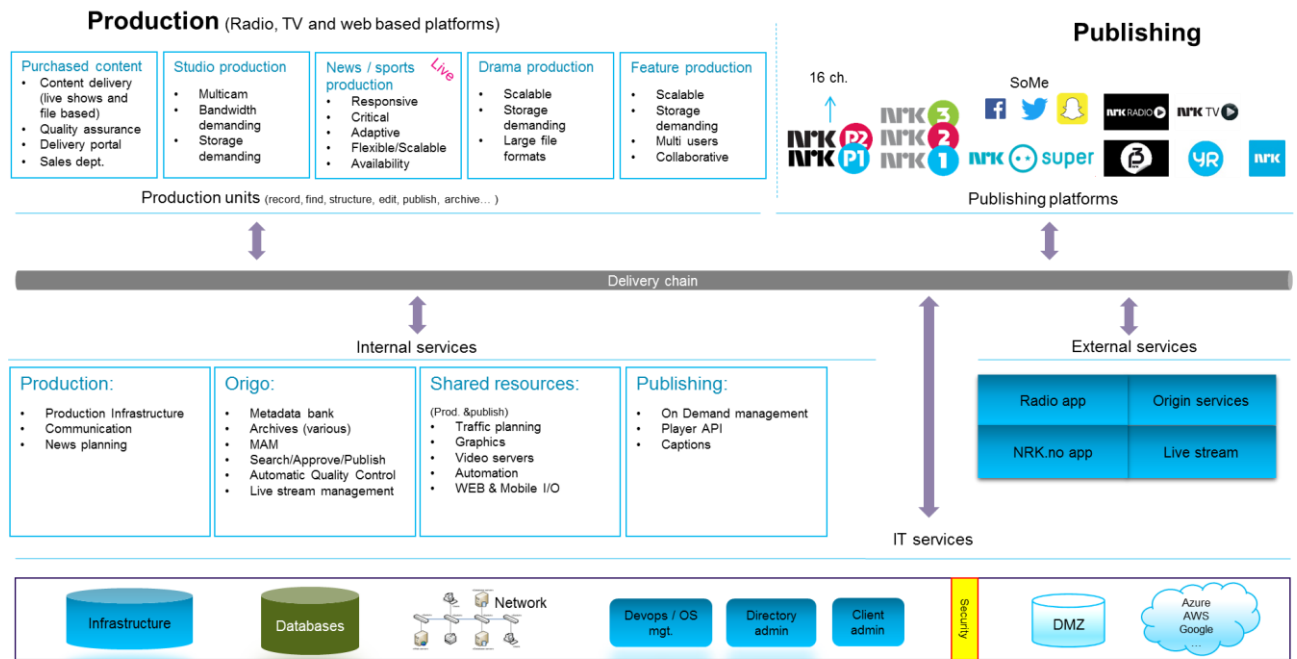 Production (Radio, TV and web based platforms)
Publishing
Purchased content
• Content delivery
(live shows and
file based)
• Quality assurance
• Delivery portal
• Sales dept.
Studio production
• Multicam
• Bandwidth
demanding
• Storage
demanding
News / sports
production
Live
• Responsive
• Critical
• Adaptive
• Flexible/Scalable
• Availability
Drama production
• Scalable
• Storage
demanding
• Large file
formats
Feature production
• Scalable
• Storage
demanding
• Multi users
• Collaborative
16 ch.
nrk P2
nrk P1
nrk 3
nrk 2
nrk 1
SoMe
nrk RADIO
nrk TV
nrk super
P3
YR
nrk
Production units (record, find, structure, edit, publish, archive... )
Publishing platforms
Delivery chain
Internal services
External services
Production:
• Production Infrastructure
• Communication
• News planning
Origo:
• Metadata bank
• Archives (various)
• MAM
• Search/Approve/Publish
• Automatic Quality Control
• Live stream management
Shared resources:
(Prod. &publish)
• Traffic planning
• Graphics
• Video servers
• Automation
• WEB & Mobile I/O
Publishing:
• On Demand management
• Player API
• Captions
Radio app
Origin services
NRK.no app
Live stream
IT services
Infrastructure
Databases
Network
Devops / OS
mgt.
Directory
admin
Client
admin
Security
DMZ
Azure
AWS
Google
...